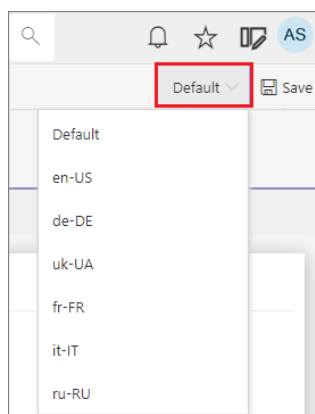 AS
Default
Save
Default
en-US
de-DE
uk-UA
fr-FR
it-IT
ru-RU